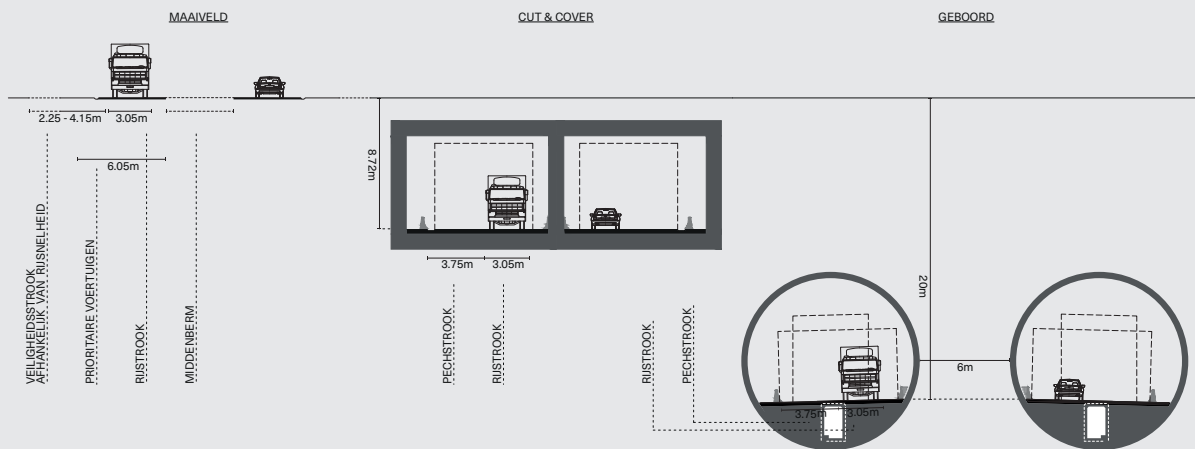 MAAIVELD
CUT & COVER
GEBOORD
2.25 - 4.15m
3.05m
6.05m
VEILIGHEIDSSTROOK
AFHANKELIJK VAN RIJSNELHEID
PRIORITAIRE VOERTUIGEN
RIJSTROOK
MIDDENBERM
8.72m
3.75m
3.05m
PECHSTROOK
RIJSTROOK
RIJSTROOK
PECHSTROOK
20m
6m
3.75m
3.05m